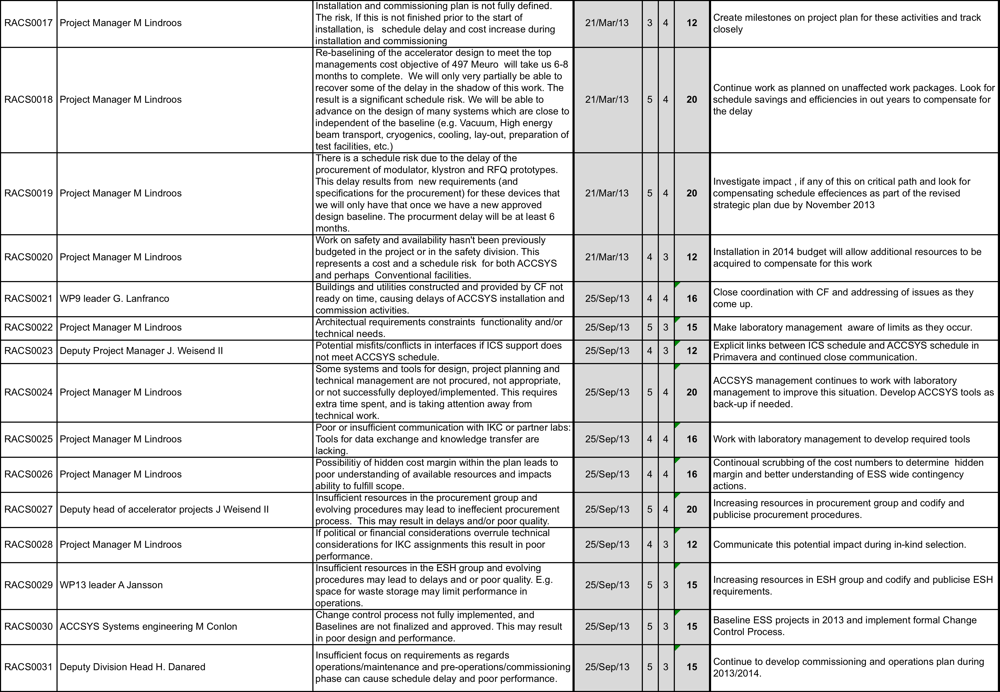 RACS0017 Project Manager M Lindroos
Installation and commissioning plan is not fully defined.
The risk, If this is not finished prior to the start of
installation, is schedule delay and cost increase during
installation and commissioning
21/Mar/13 3 4 12
Create milestones on project plan for these activities and track
closely
RACS0018 Project Manager M Lindroos
Re-baselining of the accelerator design to meet the top
managements cost objective of 497 Meuro will take us 6-8
months to complete. We will only very partially be able to
recover some of the delay in the shadow of this work. The
result is a significant schedule risk. We will be able to
advance on the design of many systems which are close to
independent of the baseline (e.g. Vacuum, High energy
beam transport, cryogenics, cooling, lay-out, preparation of
test facilities, etc.)
21/Mar/13 5 4 20
Continue work as planned on unaffected work packages. Look for
schedule savings and efficiencies in out years to compensate for
the delay
RACS0019 Project Manager M Lindroos
There is a schedule risk due to the delay of the
procurement of modulator, klystron and RFQ prototypes.
This delay results from new requirements (and
specifications for the procurement) for these devices that
we will only have that once we have a new approved
design baseline. The procurment delay will be at least 6
months.
21/Mar/13 5 4 20
Investigate impact , if any of this on critical path and look for
compensating schedule effeciences as part of the revised
strategic plan due by November 2013
RACS0020 Project Manager M Lindroos
Work on safety and availability hasn't been previously
budgeted in the project or in the safety division. This
represents a cost and a schedule risk for both ACCSYS
and perhaps Conventional facilities.
21/Mar/13 4 3 12
Installation in 2014 budget will allow additional resources to be
acquired to compensate for this work
RACS0021 WP9 leader G. Lanfranco
Buildings and utilities constructed and provided by CF not
ready on time, causing delays of ACCSYS installation and
commission activities.
25/Sep/13 4 4 16
Close coordination with CF and addressing of issues as they
come up.
RACS0022 Project Manager M Lindroos
Architectual requirements constraints functionality and/or
technical needs.
25/Sep/13 5 3 15
Make laboratory management aware of limits as they occur.
RACS0023 Deputy Project Manager J. Weisend II
Potential misfits/conflicts in interfaces if ICS support does
not meet ACCSYS schedule.
25/Sep/13 4 3 12
Explicit links between ICS schedule and ACCSYS schedule in
Primavera and continued close communication.
RACS0024 Project Manager M Lindroos
Some systems and tools for design, project planning and
technical management are not procured, not appropriate,
or not successfully deployed/implemented. This requires
extra time spent, and is taking attention away from
technical work.
25/Sep/13 5 4 20
ACCSYS management continues to work with laboratory
management to improve this situation. Develop ACCSYS tools as
back-up if needed.
RACS0025 Project Manager M Lindroos
Poor or insufficient communication with IKC or partner labs:
Tools for data exchange and knowledge transfer are
lacking.
25/Sep/13 4 4 16
Work with laboratory management to develop required tools
RACS0026 Project Manager M Lindroos
Possibilitiy of hidden cost margin within the plan leads to
poor understanding of available resources and impacts
ability to fulfill scope.
25/Sep/13 4 4 16
Continoual scrubbing of the cost numbers to determine hidden
margin and better understanding of ESS wide contingency
actions.
RACS0027 Deputy head of accelerator projects J Weisend II
Insufficient resources in the procurement group and
evolving procedures may lead to ineffecient procurement
process. This may result in delays and/or poor quality.
25/Sep/13 5 4 20
Increasing resources in procurement group and codify and
publicise procurement procedures.
RACS0028 Project Manager M Lindroos
If political or financial considerations overrule technical
considerations for IKC assignments this result in poor
performance.
25/Sep/13 4 3 12
Communicate this potential impact during in-kind selection.
RACS0029 WP13 leader A Jansson
Insufficient resources in the ESH group and evolving
procedures may lead to delays and or poor quality. E.g.
space for waste storage may limit performance in
operations.
25/Sep/13 5 3 15
Increasing resources in ESH group and codify and publicise ESH
requirements.
RACS0030 ACCSYS Systems engineering M Conlon
Change control process not fully implemented, and
Baselines are not finalized and approved. This may result
in poor design and performance.
25/Sep/13 5 3 15
Baseline ESS projects in 2013 and implement formal Change
Control Process.
RACS0031 Deputy Division Head H. Danared
Insufficient focus on requirements as regards
operations/maintenance and pre-operations/commissioning
phase can cause schedule delay and poor performance.
25/Sep/13 5 3 15
Continue to develop commissioning and operations plan during
2013/2014.